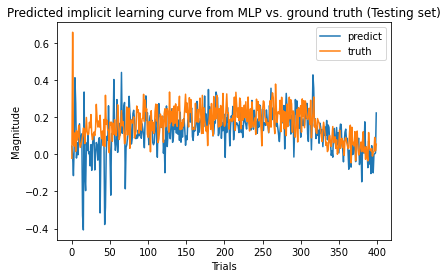 Predicted implicit learning curve from MLP vs. ground truth (Testing set)
predict
truth
Magnitude
0.6
0.4
0.2
0.0
−0.2
−0.4
0 50 100 150 200 250 300 350 400
Trials